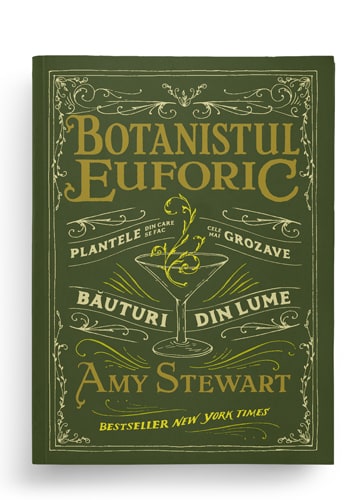 BOTANISTUL
EUFORIC
PLANTELE DIN CARE SE FAC CELE MAI GROZAVE
BĂUTURI DIN LUME
AMY STEWART
BESTSELLER NEW YORK TIMES